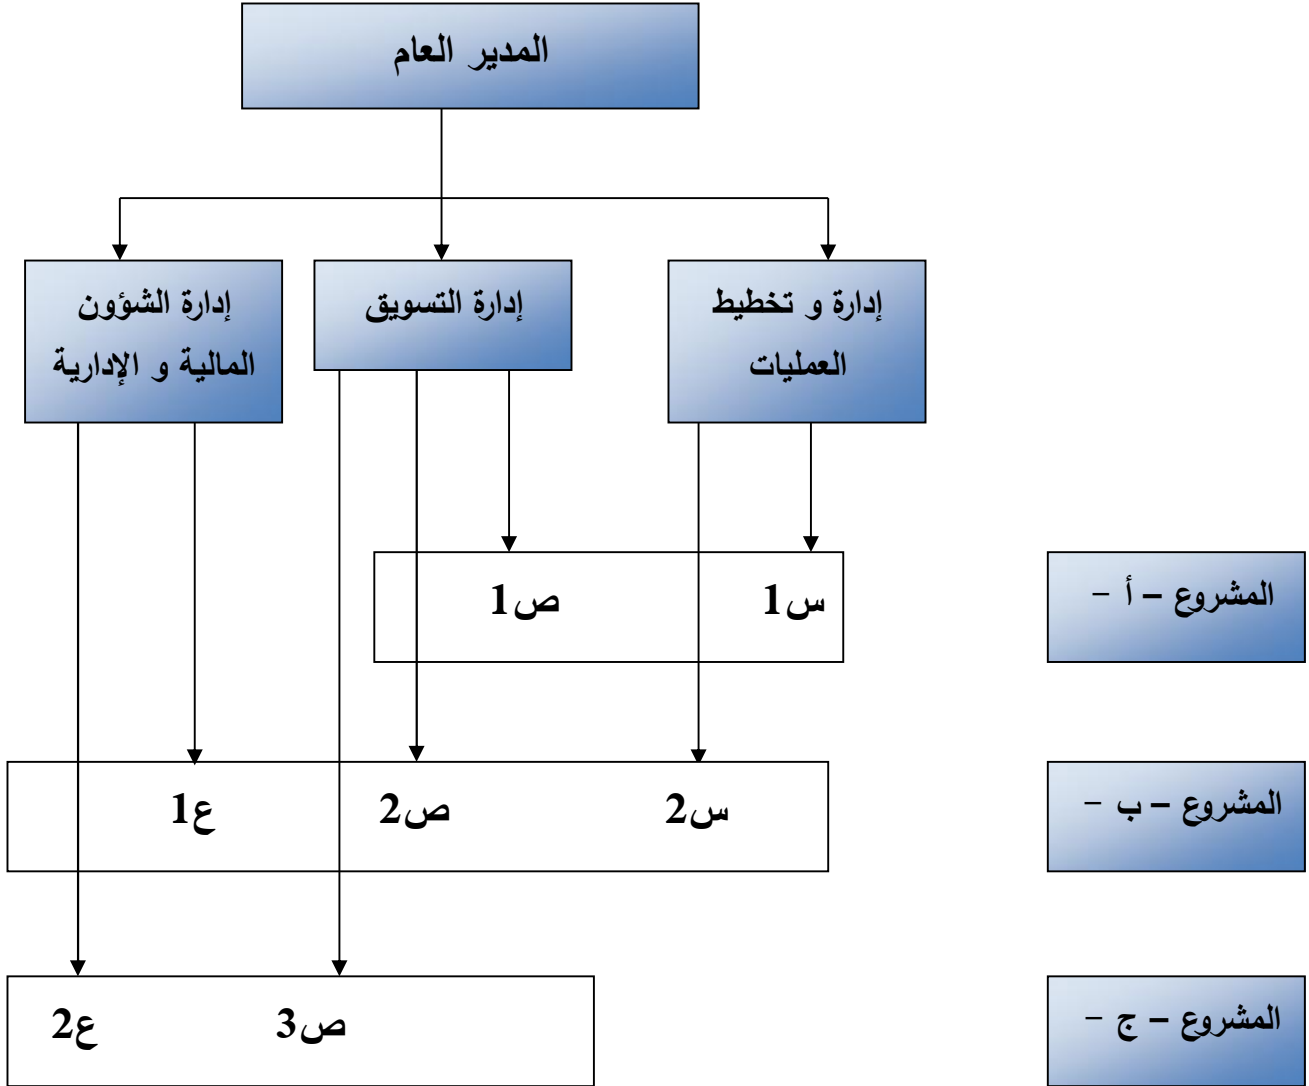 المدير العام
إدارة و تخطيط
العمليات
إدارة التسويق
إدارة الشؤون
المالية و الإدارية
المشروع – أ -
س1
ص1
المشروع – ب -
س2
ص2
ع1
المشروع – ج -
ص3
ع2